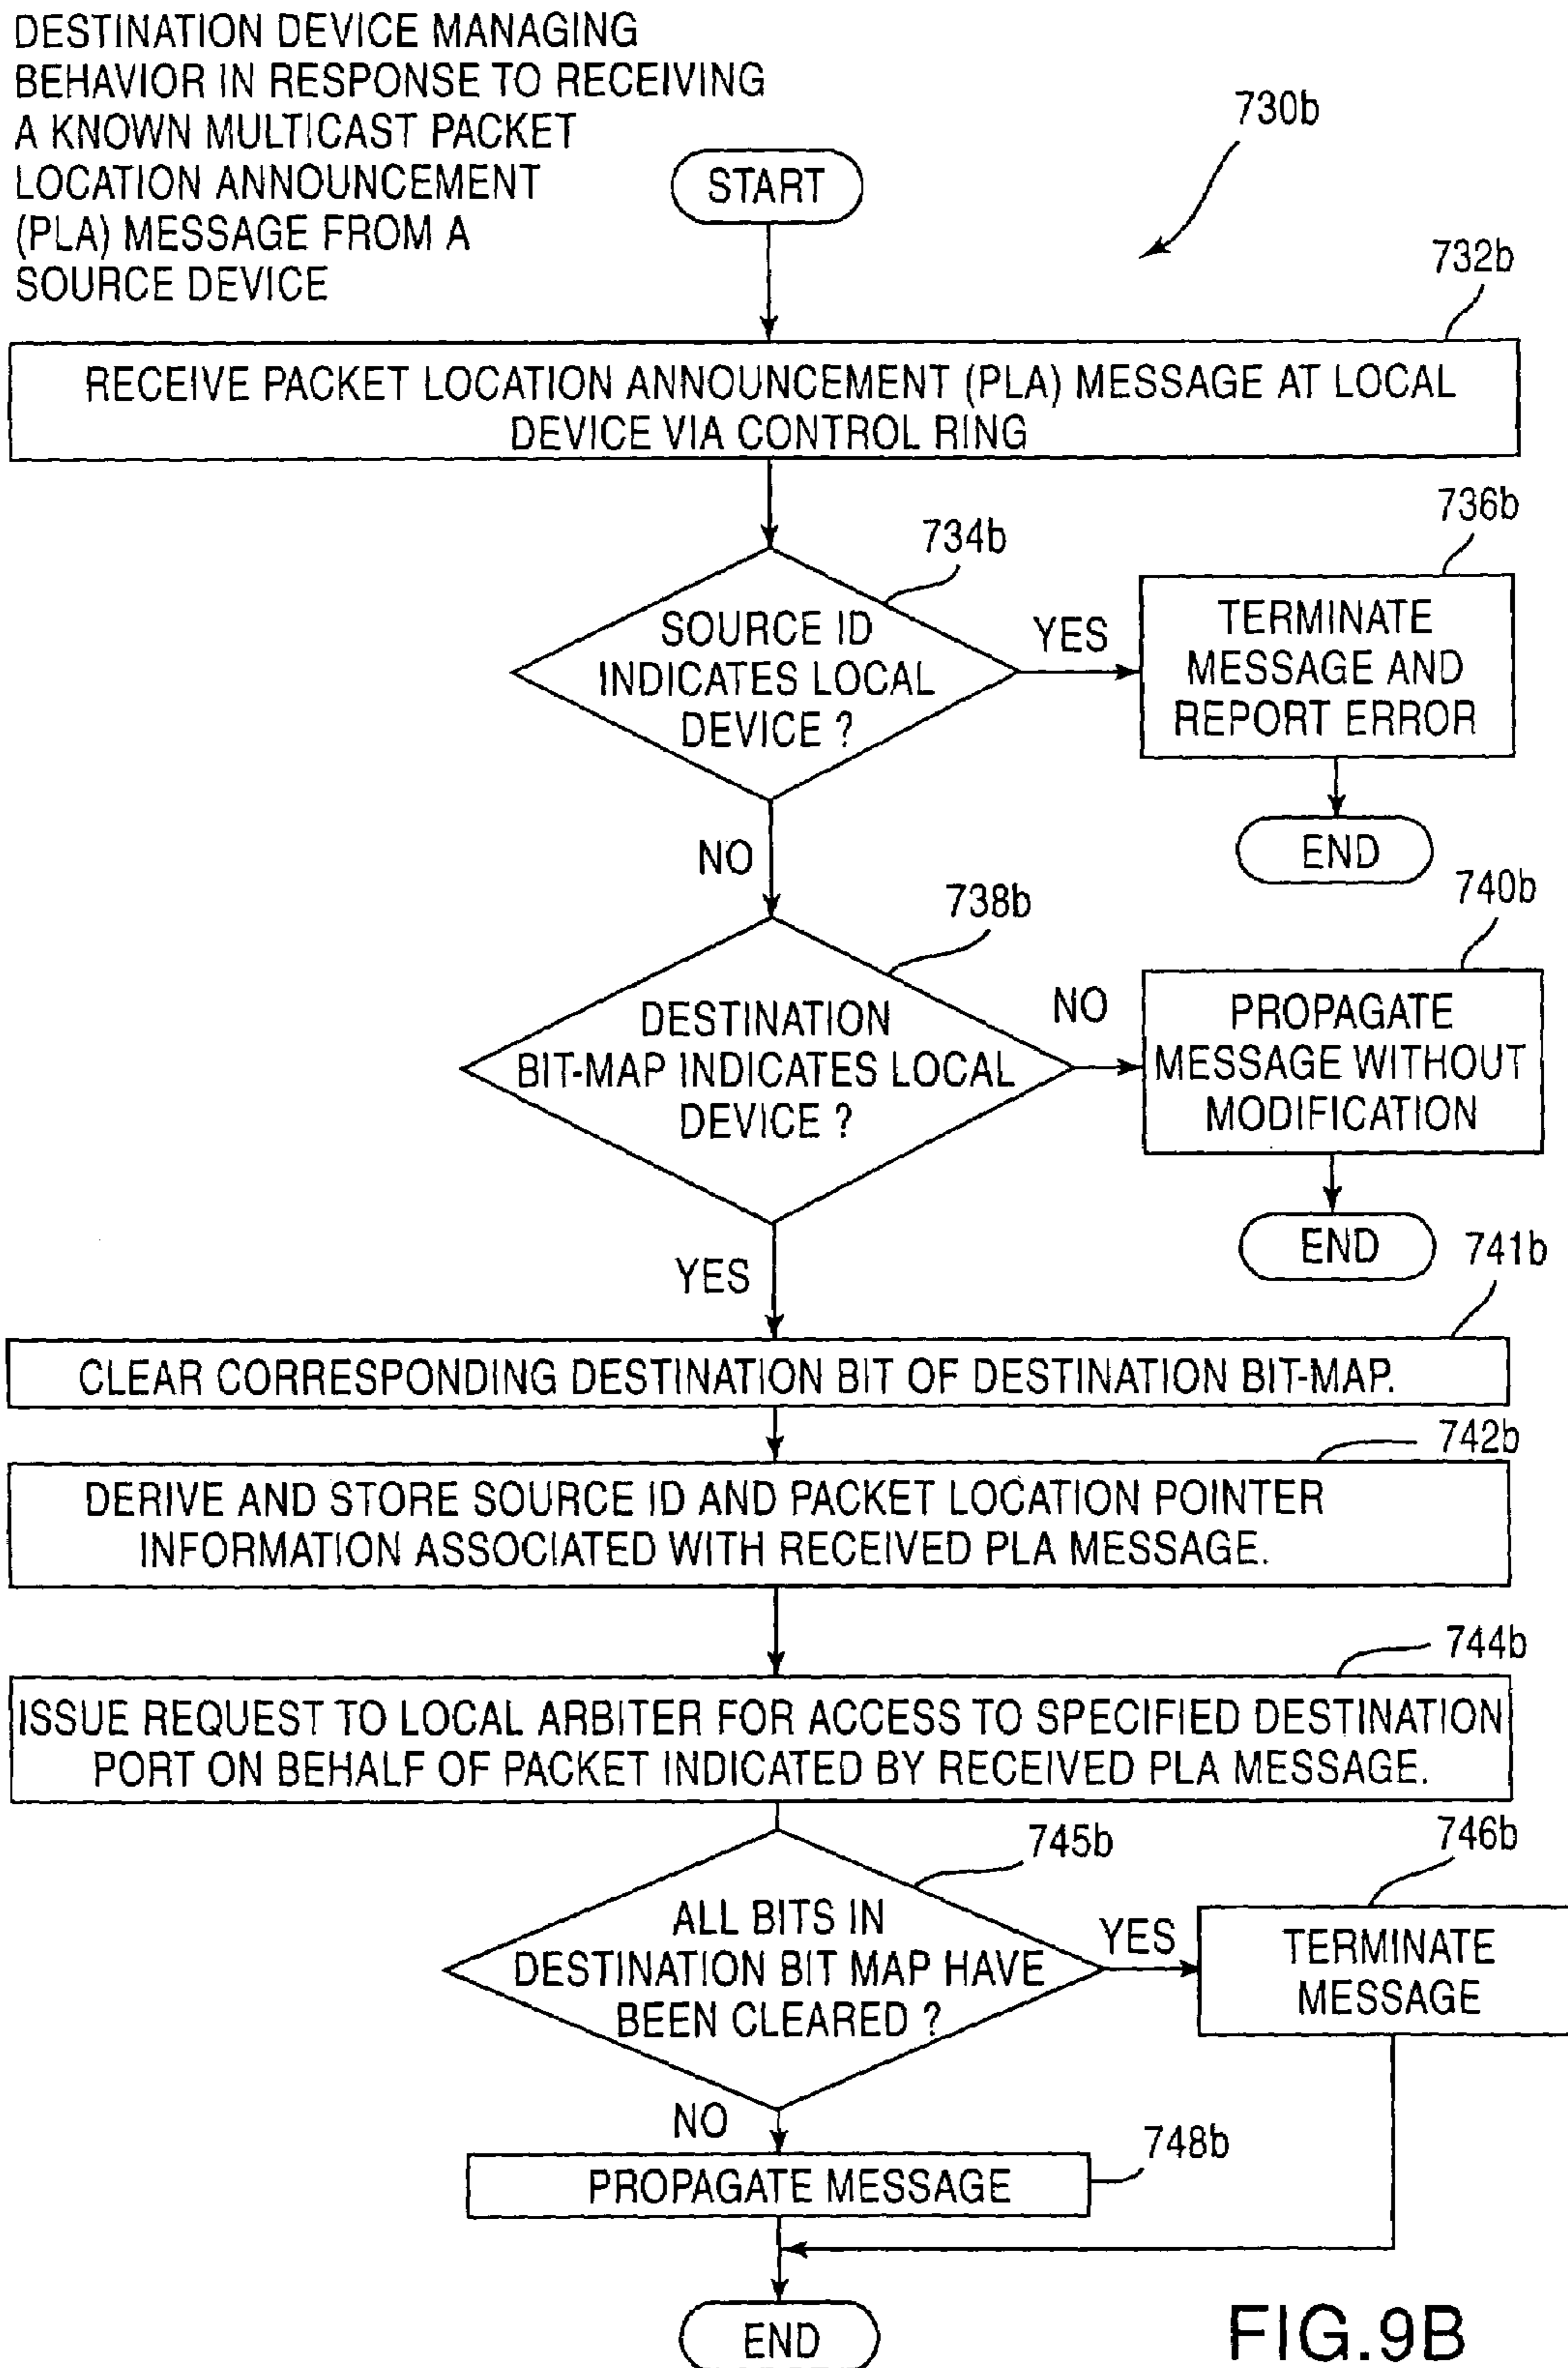 DESTINATION DEVICE MANAGING
BEHAVIOR IN RESPONSE TO RECEIVING
A KNOWN MULTICAST PACKET
LOCATION ANNOUNCEMENT
(PLA) MESSAGE FROM A
SOURCE DEVICE
730b
START
732b
RECEIVE PACKET LOCATION ANNOUNCEMENT (PLA) MESSAGE AT LOCAL
DEVICE VIA CONTROL RING
734b
SOURCE ID
INDICATES LOCAL
DEVICE ?
YES
736b
TERMINATE
MESSAGE AND
REPORT ERROR
END
NO
738b
DESTINATION
BIT-MAP INDICATES LOCAL
DEVICE ?
NO
740b
PROPAGATE
MESSAGE WITHOUT
MODIFICATION
END
YES
741b
CLEAR CORRESPONDING DESTINATION BIT OF DESTINATION BIT-MAP.
742b
DERIVE AND STORE SOURCE ID AND PACKET LOCATION POINTER
INFORMATION ASSOCIATED WITH RECEIVED PLA MESSAGE.
744b
ISSUE REQUEST TO LOCAL ARBITER FOR ACCESS TO SPECIFIED DESTINATION
PORT ON BEHALF OF PACKET INDICATED BY RECEIVED PLA MESSAGE.
745b
ALL BITS IN
DESTINATION BIT MAP HAVE
BEEN CLEARED ?
YES
746b
TERMINATE
MESSAGE
NO
748b
PROPAGATE MESSAGE
END
FIG.9B